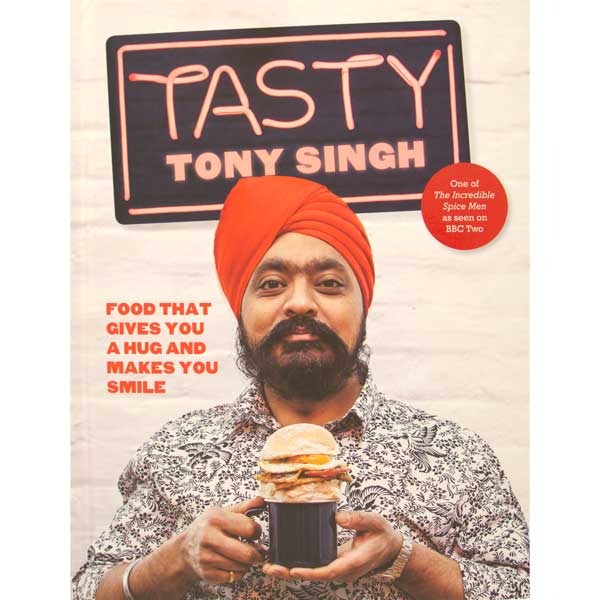 TASTY
TONY SINGH
One of
The Incredible
Spice Men
as seen on
BBC Two
FOOD THAT
GIVES YOU
A HUG AND
MAKES YOU
SMILE